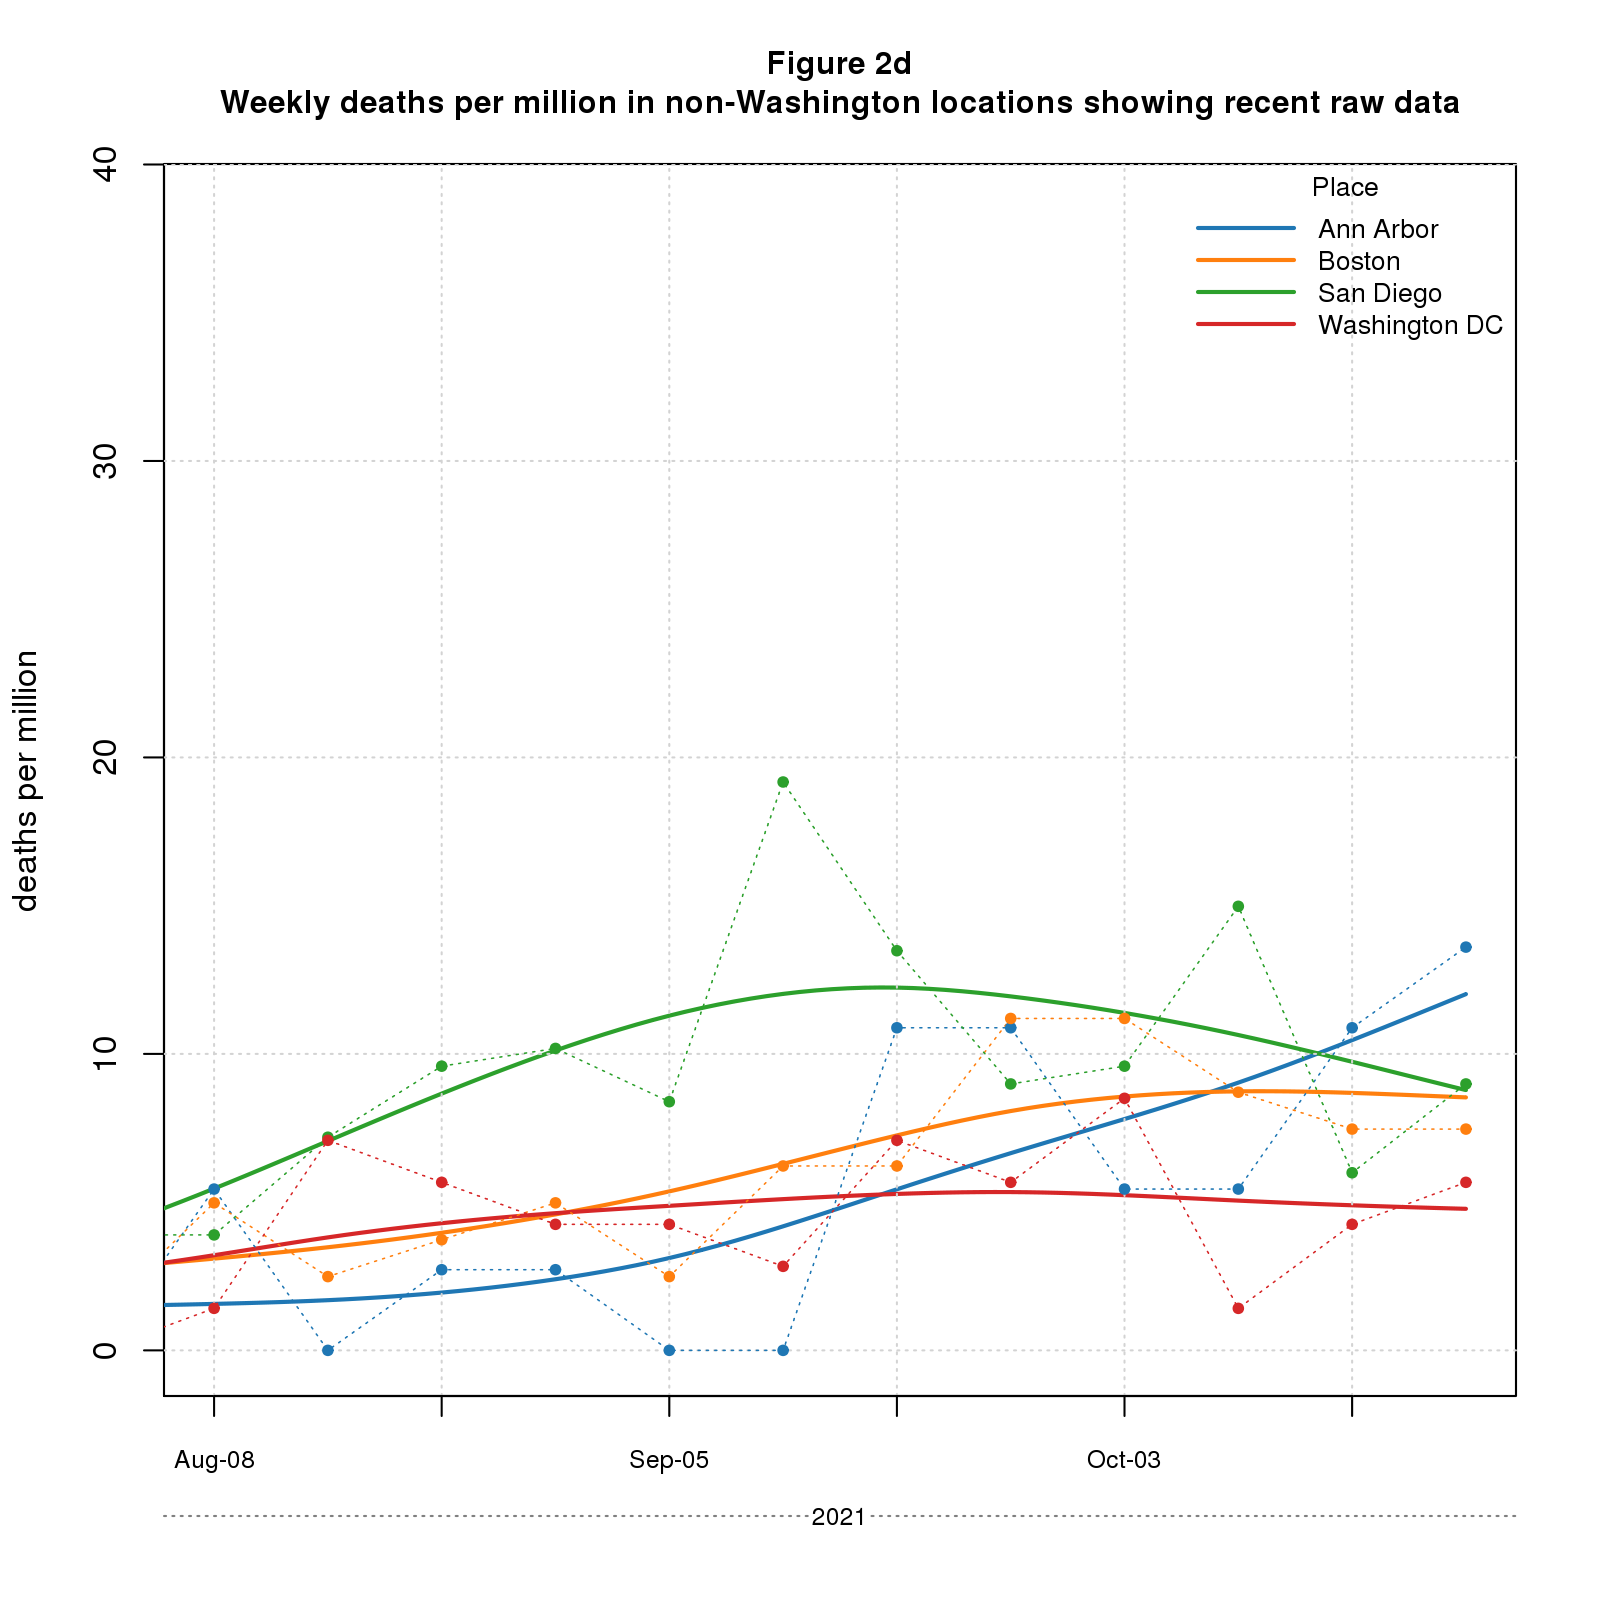 Figure 2d
Weekly deaths per million in non-Washington locations showing recent raw data
Place
Ann Arbor
Boston
San Diego
Washington DC
deaths per million
40
30
20
10
0
Aug-08
Sep-05
Oct-03
2021